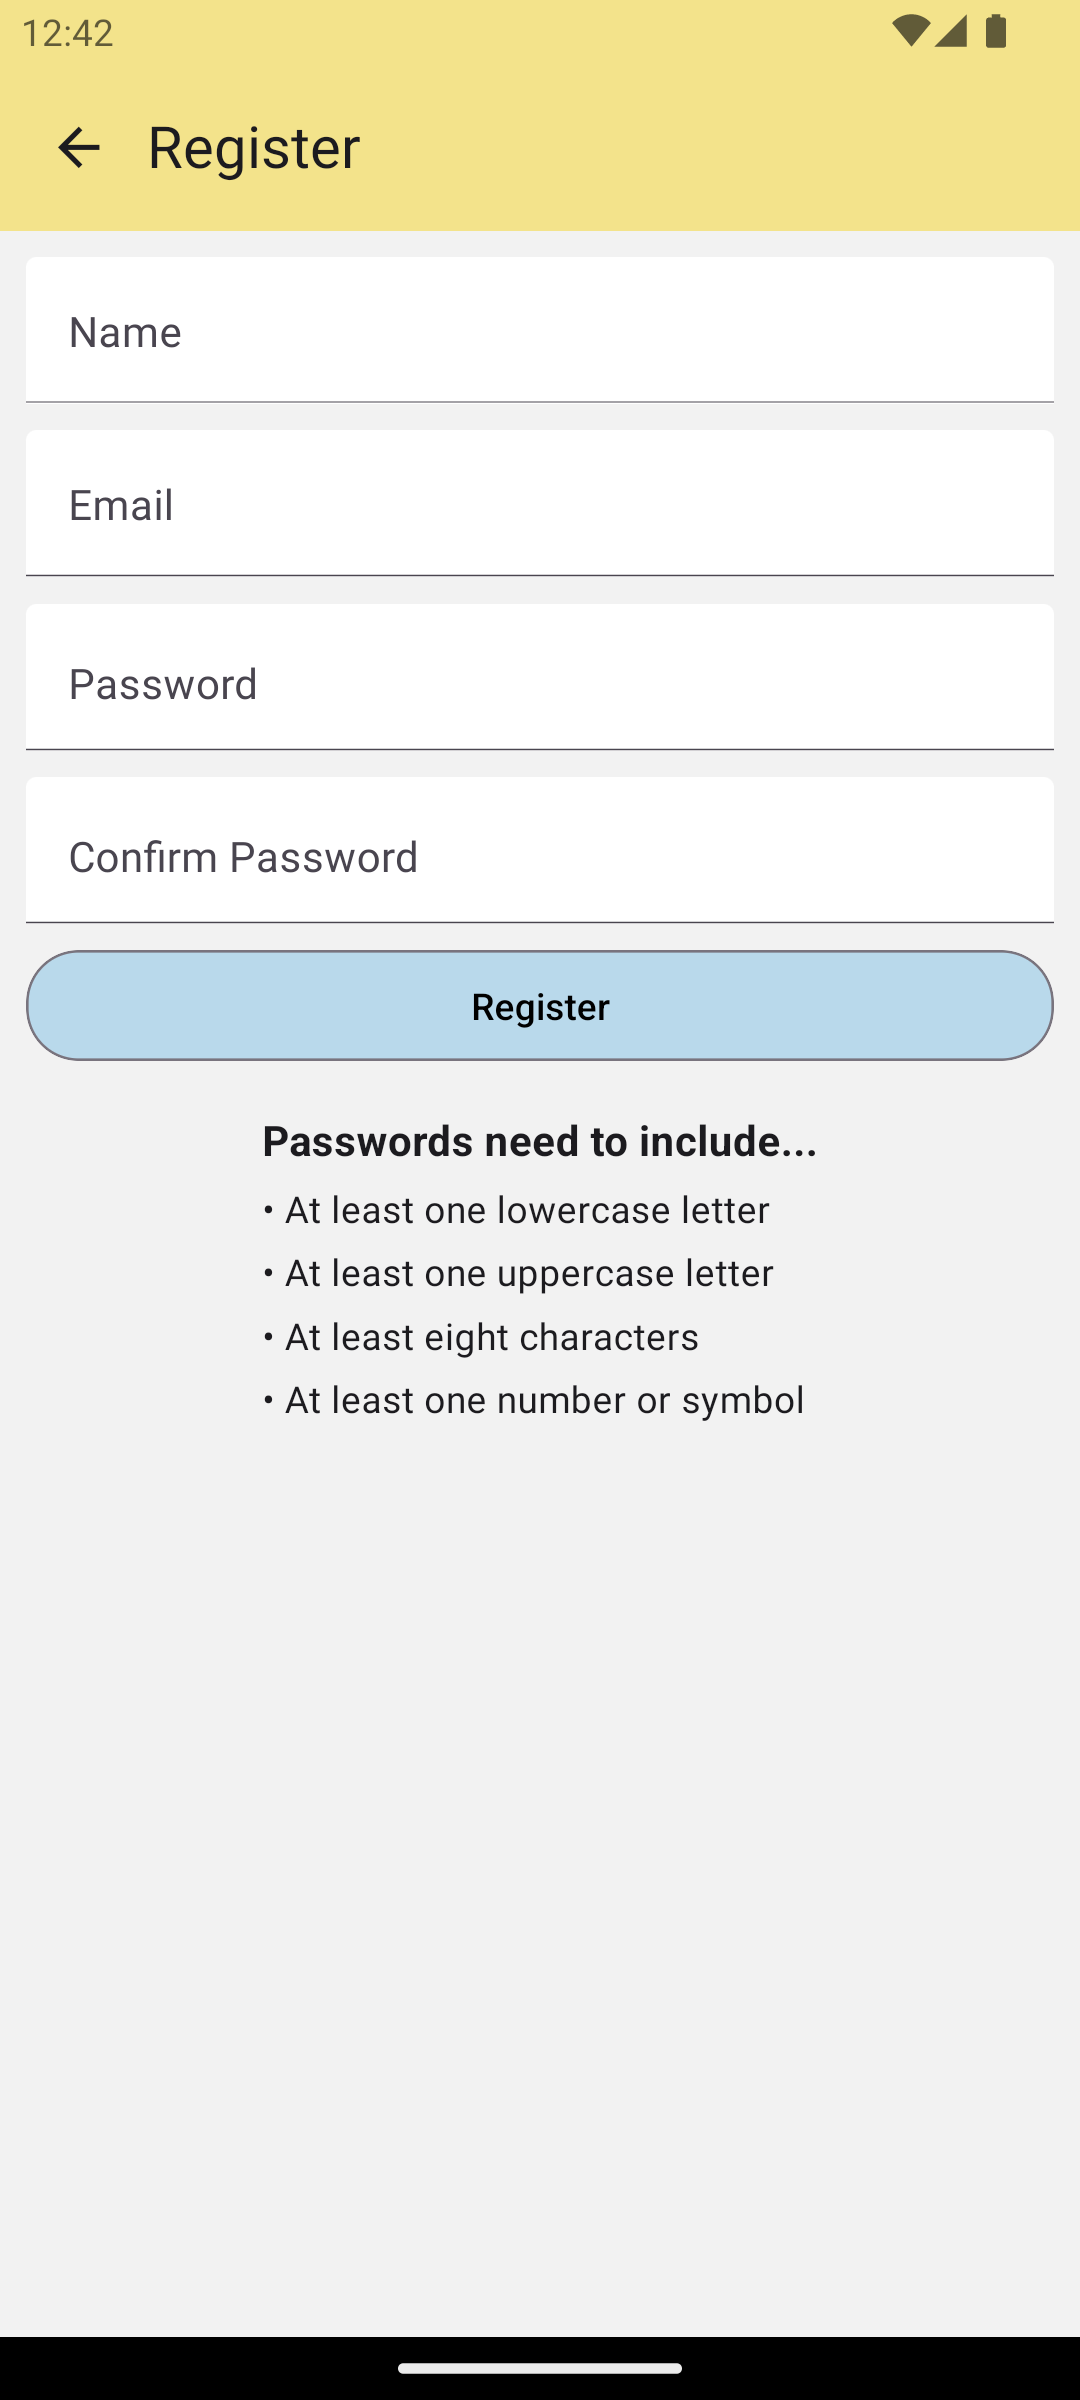 12:42
Register
Name
Email
Password
Confirm Password
Register
Passwords need to include...
• At least one lowercase letter
• At least one uppercase letter
• At least eight characters
• At least one number or symbol